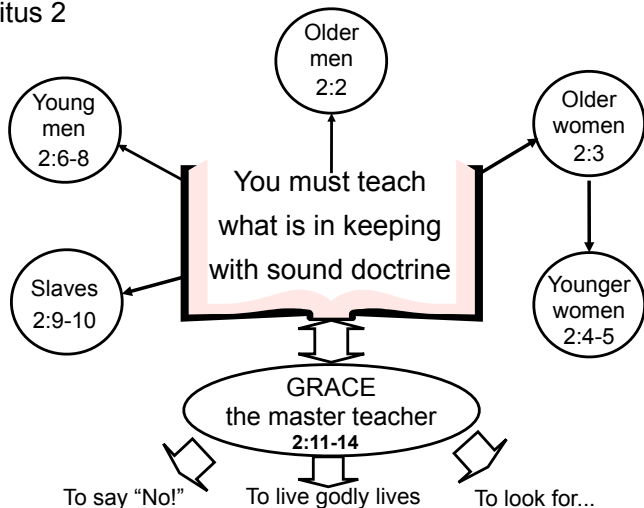 itus 2
Older
men
2:2
Young
men
2:6-8
Older
women
2:3
You must teach
what is in keeping
with sound doctrine
Slaves
2:9-10
Younger
women
2:4-5
GRACE
the master teacher
2:11-14
To say “No!”
To live godly lives
To look for...